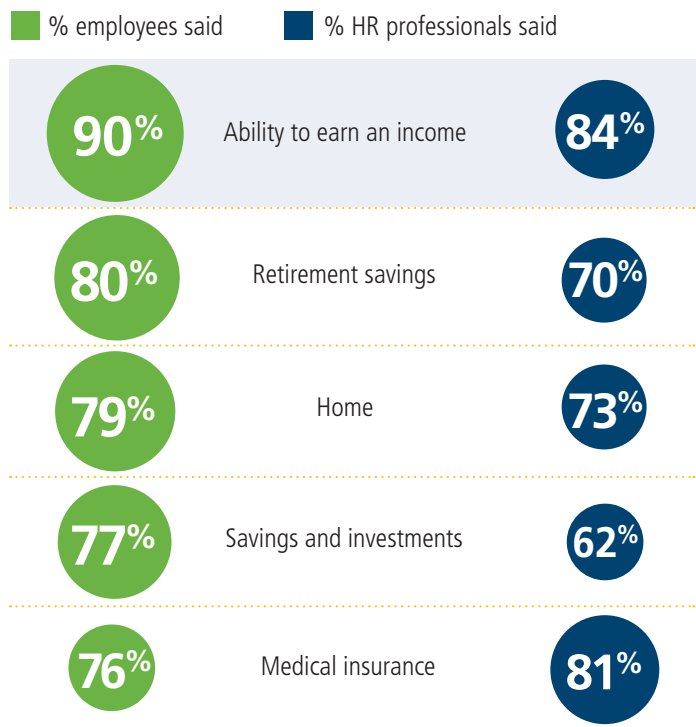 % employees said % HR professionals said
90% Ability to earn an income 84%
80% Retirement savings 70%
79% Home 73%
77% Savings and investments 62%
76% Medical insurance 81%